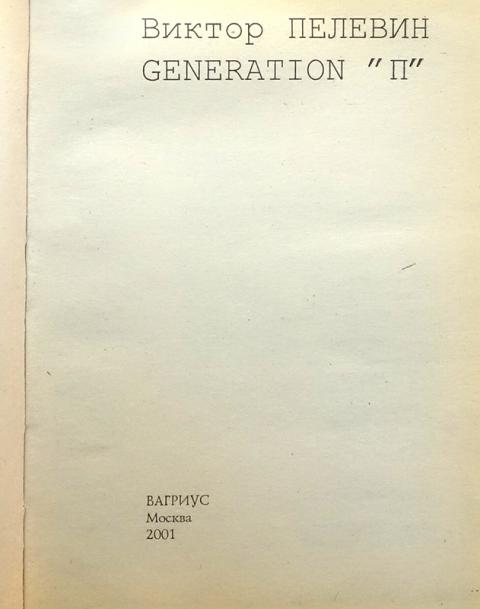 Виктор ПЕЛЕВИН
GENERATION "П"
ВАГРИУС
Москва
2001